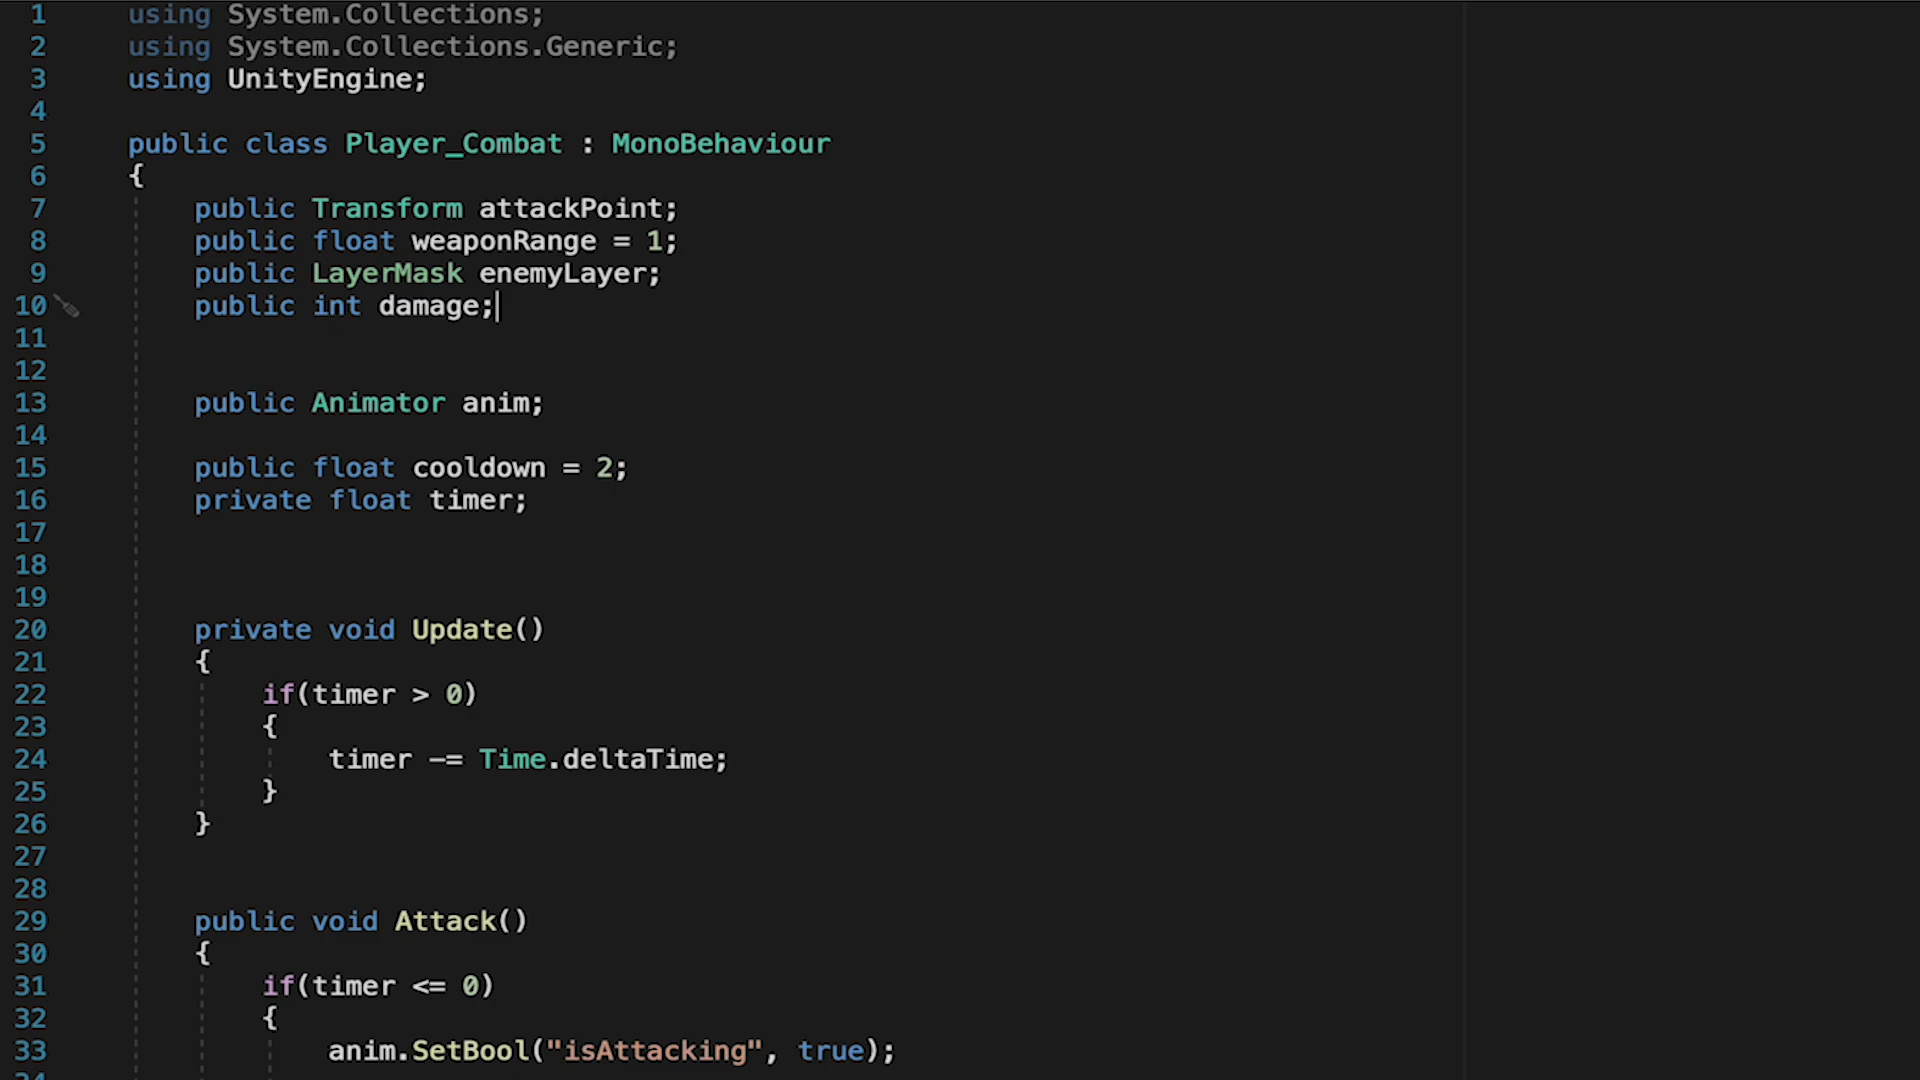 1 using System.Collections;
2 using System.Collections.Generic;
3 using UnityEngine;
4
5 public class Player_Combat : MonoBehaviour
6 {
7 public Transform attackPoint;
8 public float weaponRange = 1;
9 public LayerMask enemyLayer;
10 public int damage;
11
12
13 public Animator anim;
14
15 public float cooldown = 2;
16 private float timer;
17
18
19
20 private void Update()
21 {
22 if(timer > 0)
23 {
24 timer -= Time.deltaTime;
25 }
26 }
27
28
29 public void Attack()
30 {
31 if(timer <= 0)
32 {
33 anim.SetBool("isAttacking", true);